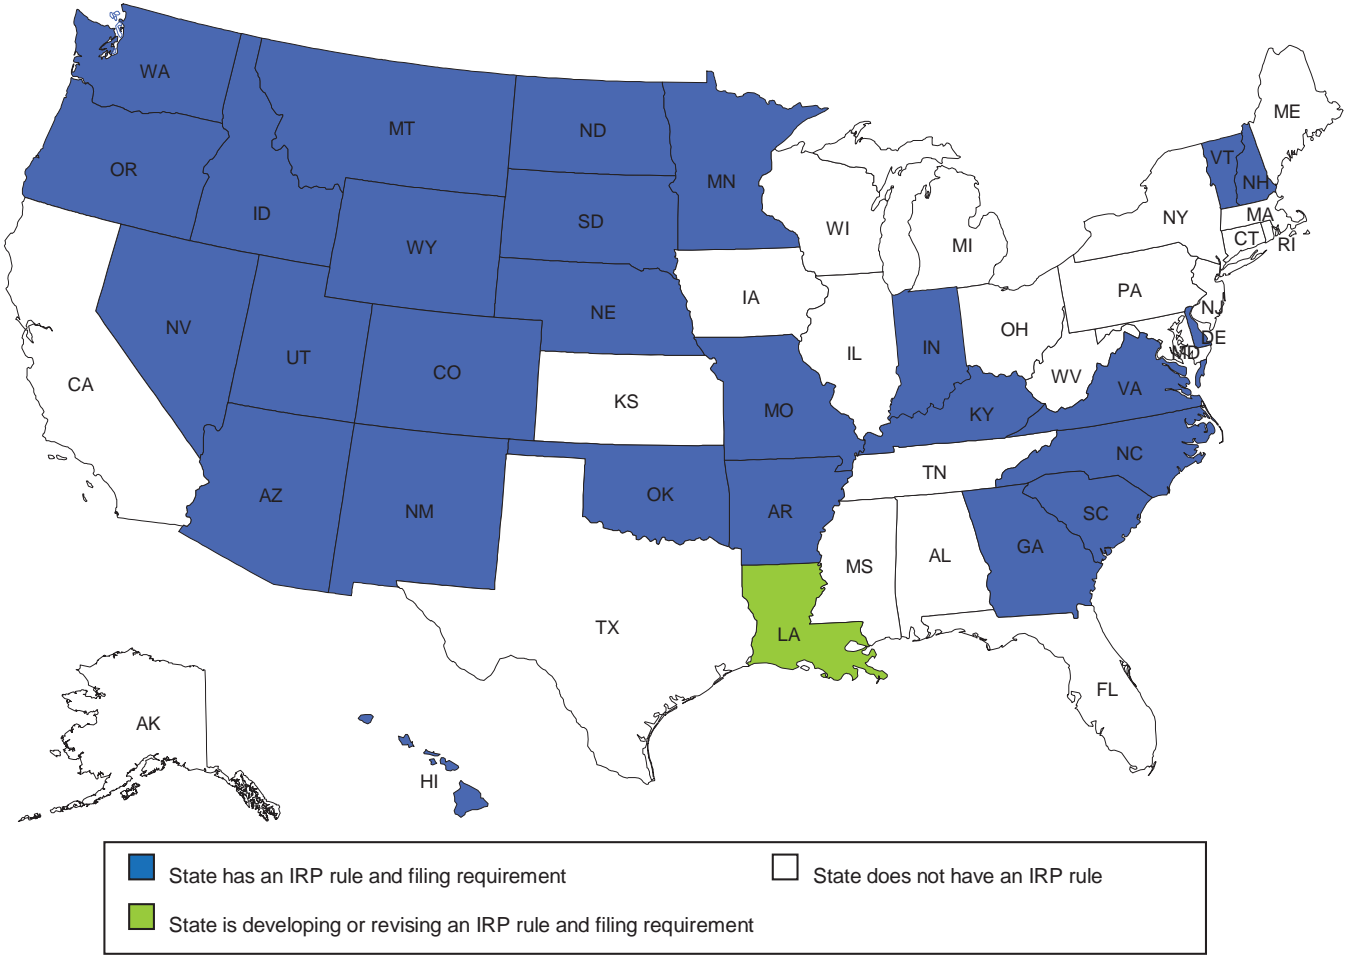 WA
MT
ND
ME
OR
MN
VT
NH
ID
SD
WY
WI
NY
MA
MI
CT
RI
IA
PA
NE
NJ
NV
OH
DE
UT
IL
IN
MD
CO
CA
WV
VA
KS
MO
KY
NC
TN
AZ
OK
NM
AR
SC
GA
AL
MS
TX
LA
FL
AK
HI
State has an IRP rule and filing requirement
State does not have an IRP rule
State is developing or revising an IRP rule and filing requirement